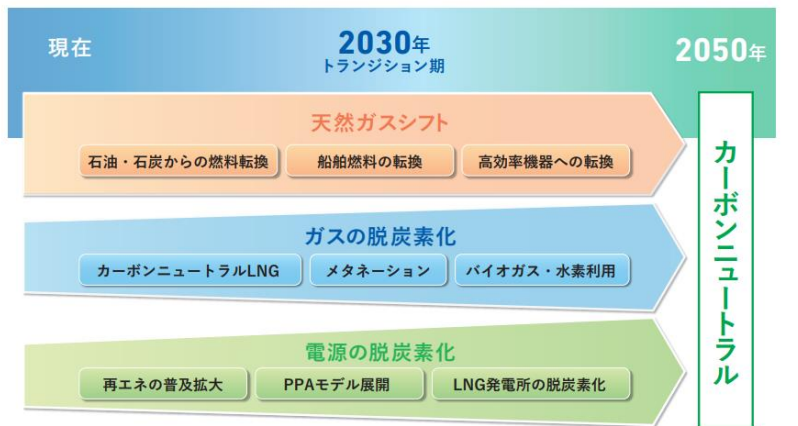 現在
2030年
トランジション期
2050年
天然ガスシフト
石油・石炭からの燃料転換
船舶燃料の転換
高効率機器への転換
ガスの脱炭素化
カーボンニュートラルLNG
メタネーション
バイオガス・水素利用
電源の脱炭素化
再エネの普及拡大
PPAモデル展開
LNG発電所の脱炭素化
カーボンニュートラル